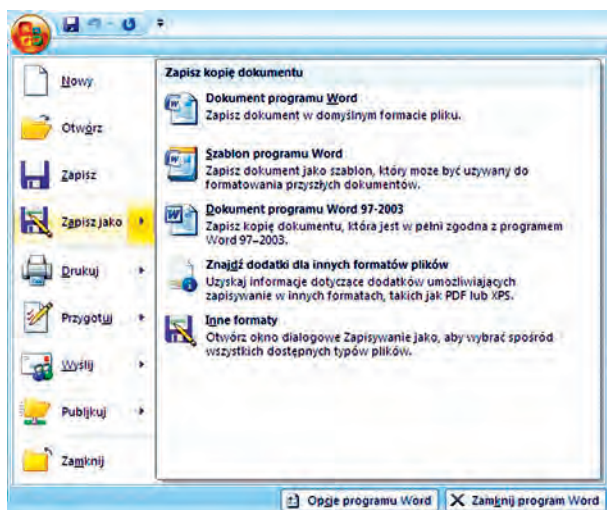 Nowy
Otwórz
Zapisz
Zapisz jako
Drukuj
Przygotuj
Wyślij
Publikuj
Zamknij
Zapisz kopię dokumentu
Dokument programu Word
Zapisz dokument w domyślnym formacie pliku.
Szablon programu Word
Zapisz dokument jako szablon, który może być używany do
formatowania przyszłych dokumentów.
Dokument programu Word 97-2003
Zapisz kopię dokumentu, która jest w pełni zgodna z programem
Word 97–2003.
Znajdź dodatki dla innych formatów plików
Uzyskaj informacje dotyczące dodatków umożliwiających
zapisywanie w innych formatach, takich jak PDF lub XPS.
Inne formaty
Otwórz okno dialogowe Zapisywanie jako, aby wybrać spośród
wszystkich dostępnych typów plików.
Opcje programu Word
Zamknij program Word